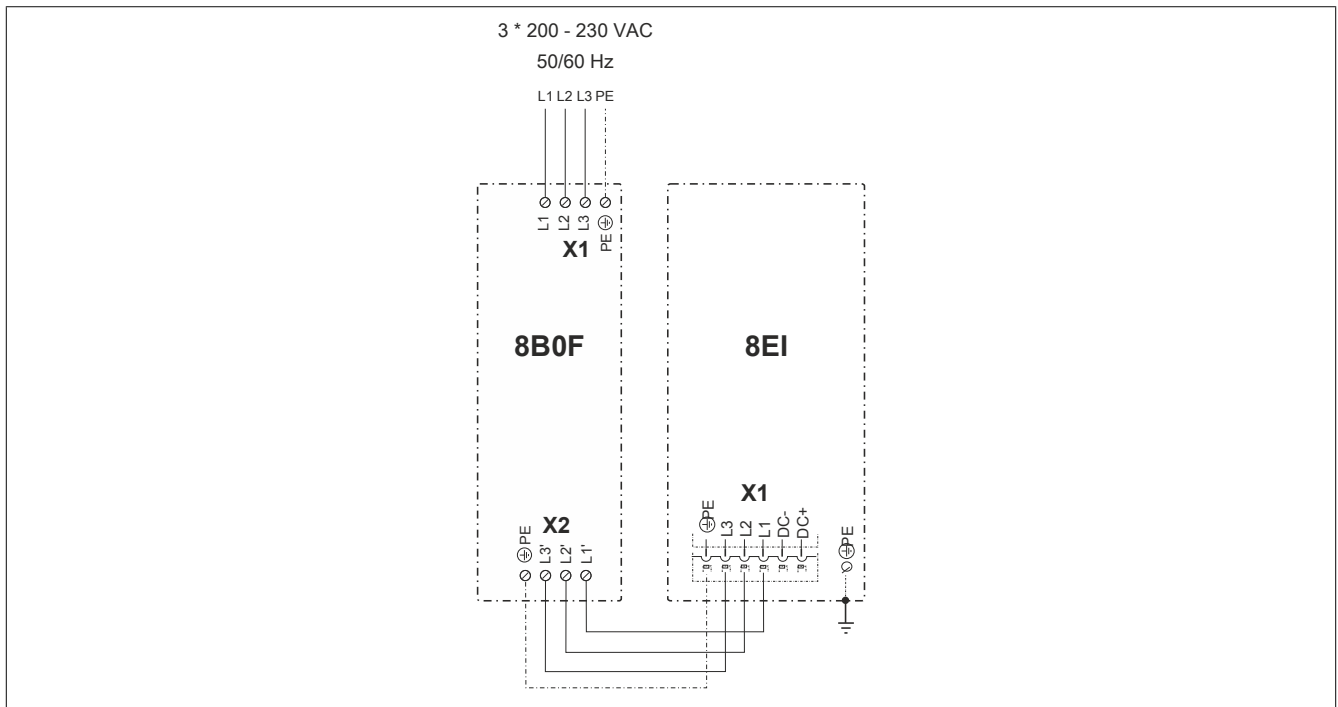 3 * 200 - 230 VAC
50/60 Hz
L1 L2 L3 PE
L1 L2 L3 PE
X1
8B0F 8EI
X1
X2
PE L3' L2' L1'
PE L3 L2 L1 DC- DC+ PE